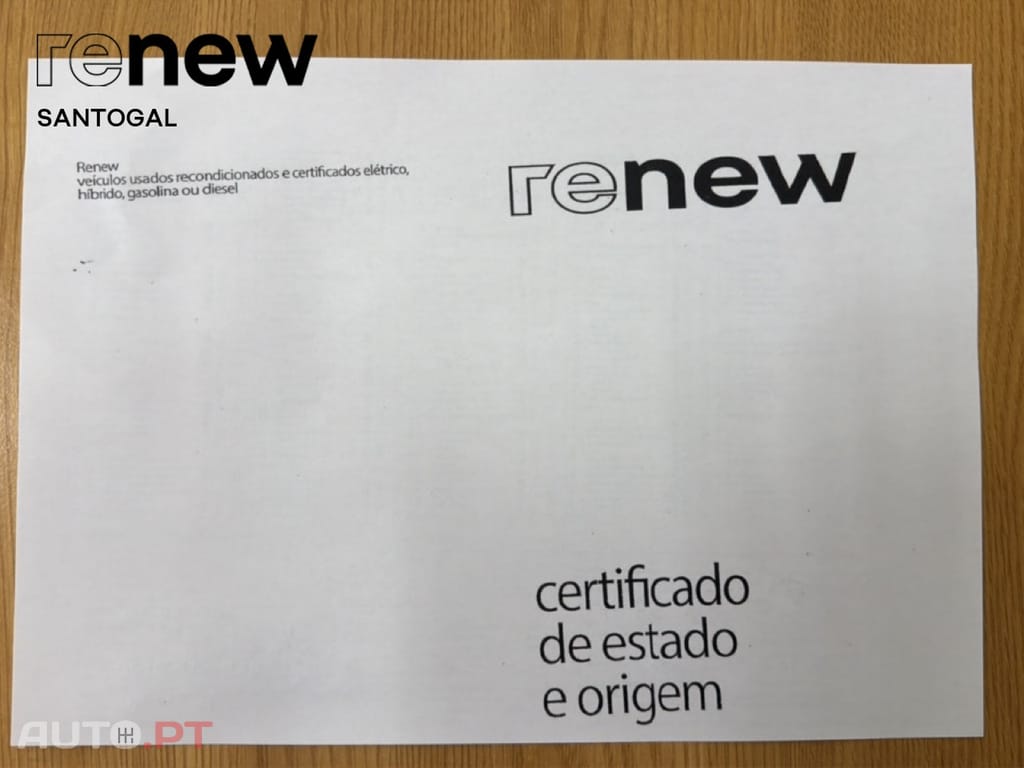 renew
SANTOGAL
Renew
veículos usados recondicionados e certificados elétrico,
híbrido, gasolina ou diesel
renew
certificado
de estado
e origem
AUTO.PT